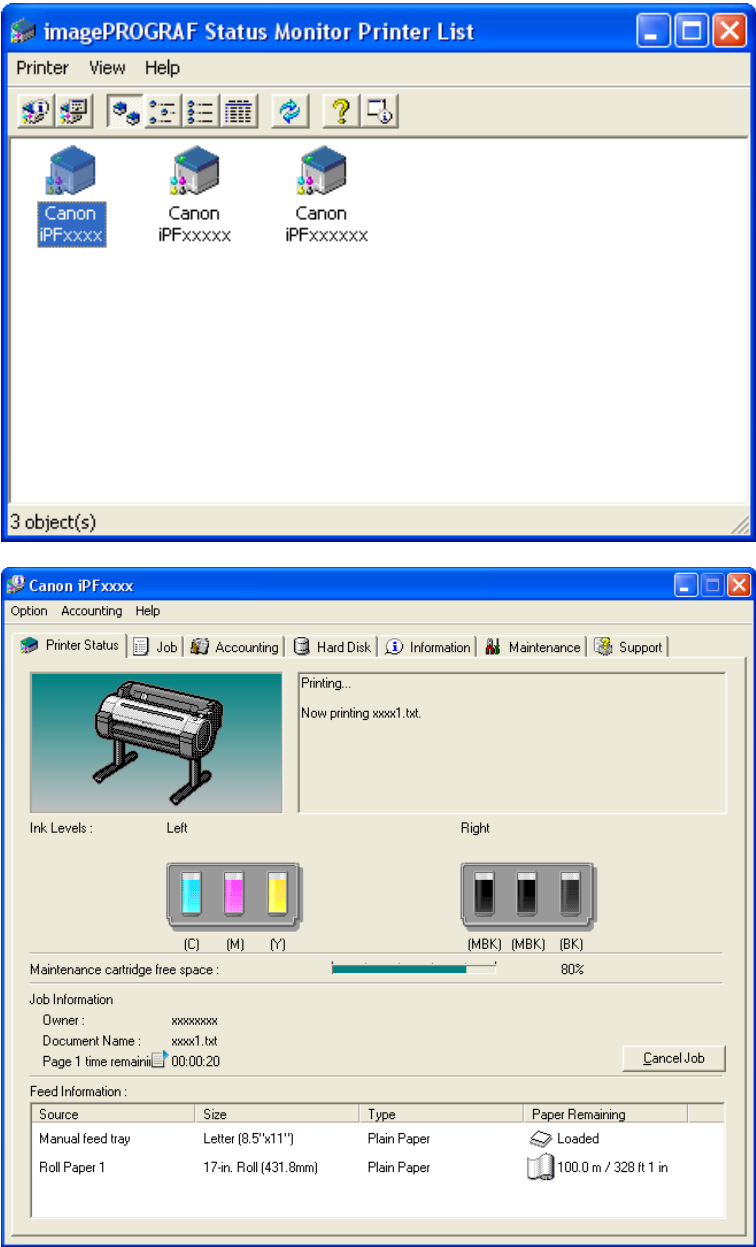 imagePROGRAF Status Monitor Printer List
Printer View Help
Canon iPFxxxx
Canon iPFxxxxx
Canon iPFxxxxxx
3 object(s)
Canon iPFxxxx
Option Accounting Help
Printer Status Job Accounting Hard Disk Information Maintenance Support
Printing...
Now printing xxxx1.txt.
Ink Levels : Left Right
(C) (M) (Y) (MBK) (MBK) (BK)
Maintenance cartridge free space : 80%
Job Information
Owner : xxxxxxxx
Document Name : xxxx1.txt
Page 1 time remainii 00:00:20
Cancel Job
Feed Information :
Source Size Type Paper Remaining
Manual feed tray Letter (8.5"x11") Plain Paper Loaded
Roll Paper 1 17-in. Roll (431.8mm) Plain Paper 100.0 m / 328 ft 1 in